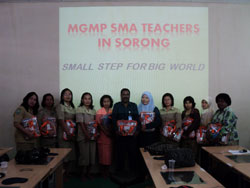 MGMP SMA TEACHERS
IN SORONG
SMALL STEP FOR BIG WORLD